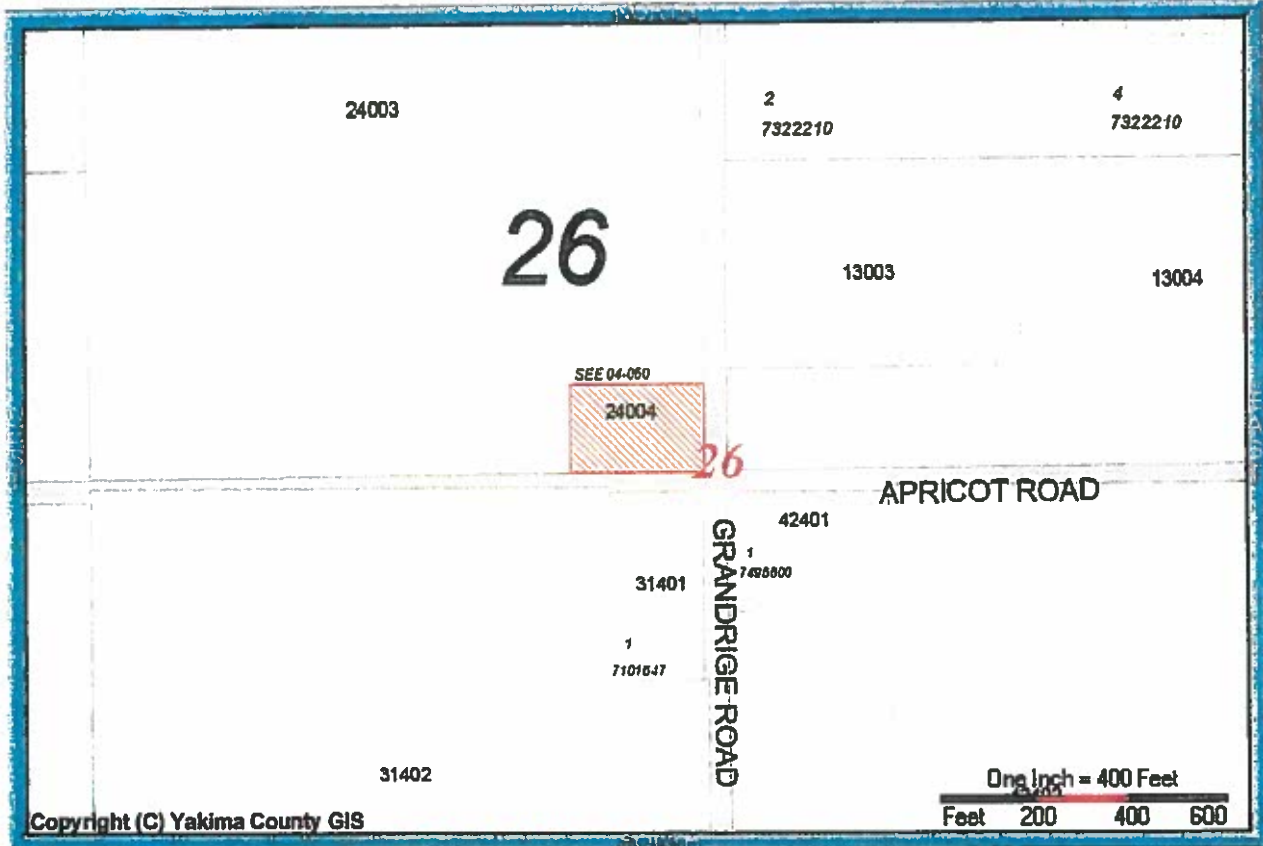 24003
2
7322210
4
7322210
26
13003
13004
SEE 04-060
24004
26
APRICOT ROAD
42401
GRANDRIGE ROAD
1
31401
1
7101647
31402
One Inch = 400 Feet
Feet 200 400 600
Copyright (C) Yakima County GIS